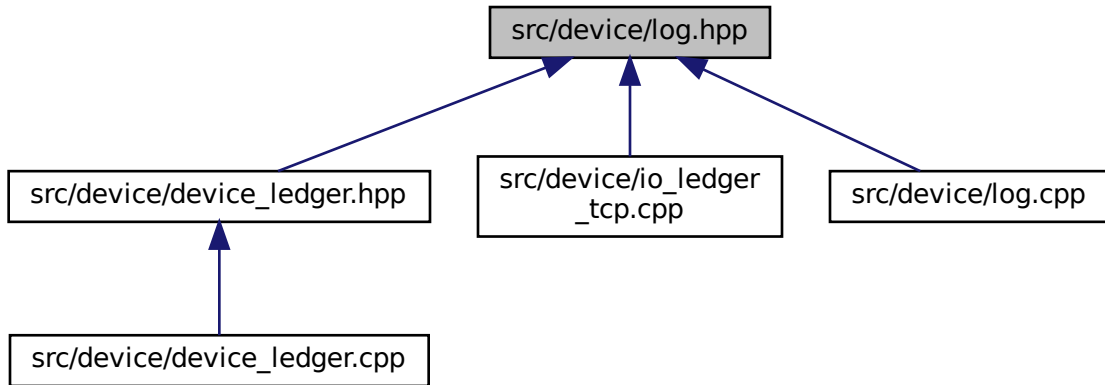 src/device/log.hpp
src/device/device_ledger.hpp
src/device/io_ledger
_tcp.cpp
src/device/log.cpp
src/device/device_ledger.cpp